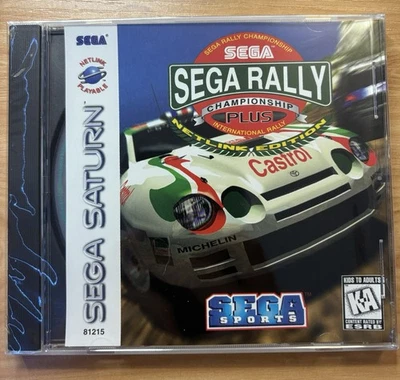 SEGA
NETLINK
PLAYABLE
SEGA SATURN
81215
SEGA RALLY CHAMPIONSHIP
SEGA
SEGA RALLY
CHAMPIONSHIP
PLUS
INTERNATIONAL RALLY
NETLINK EDITION
Castrol
MICHELIN
SEGA
SPORTS
KIDS TO ADULTS
K-A
CONTENT RATED BY
ESRB